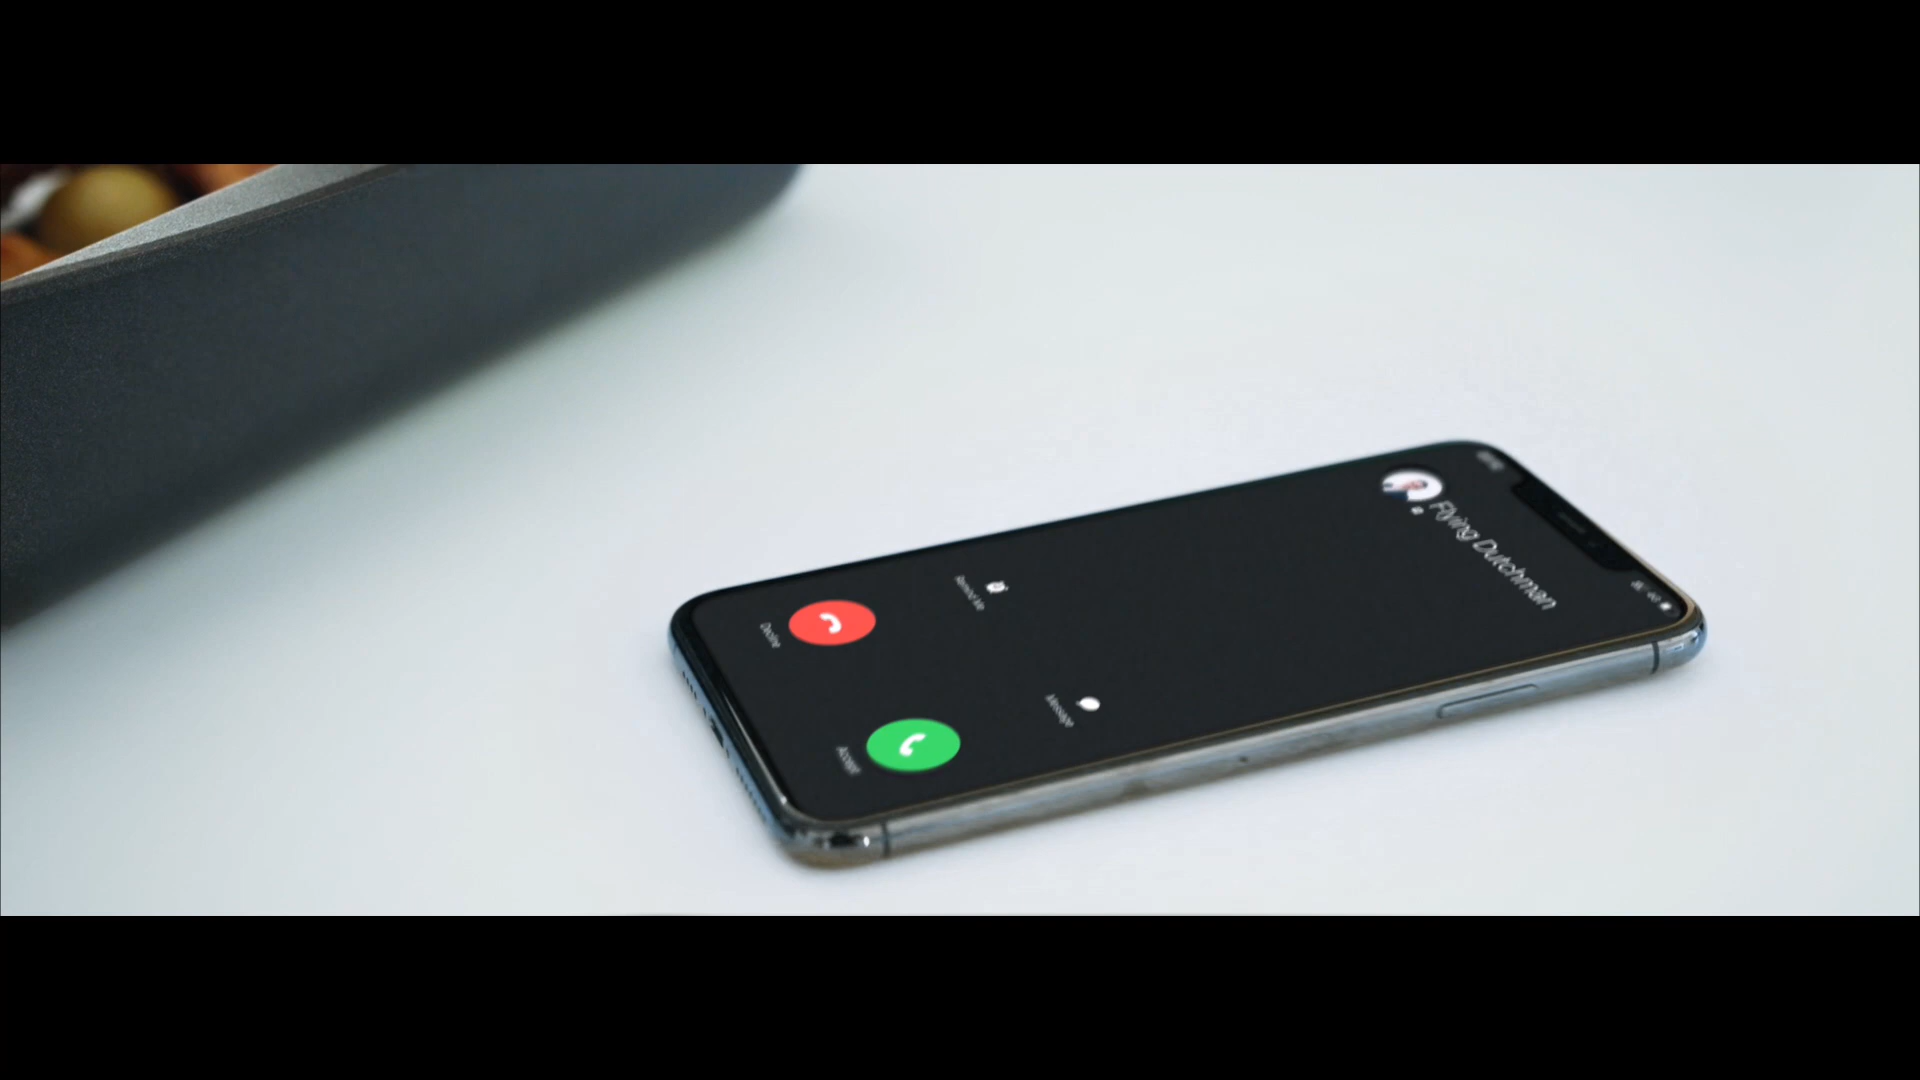 Flying Dutchman
Remind Me
Message
Decline
Accept